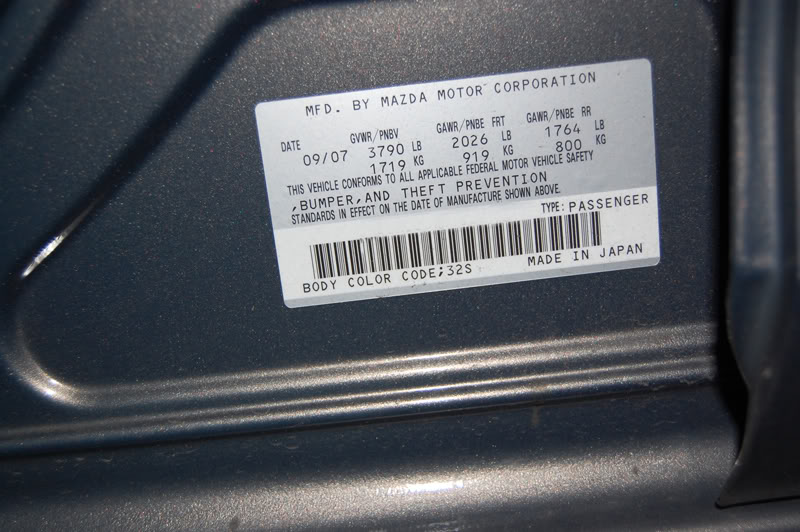 MFD. BY MAZDA MOTOR CORPORATION
DATE GVWR/PNBV GAWR/PNBE FRT GAWR/PNBE RR
09/07 3790 LB 2026 LB 1764 LB
1719 KG 919 KG 800 KG
THIS VEHICLE CONFORMS TO ALL APPLICABLE FEDERAL MOTOR VEHICLE SAFETY
,BUMPER,AND THEFT PREVENTION
STANDARDS IN EFFECT ON THE DATE OF MANUFACTURE SHOWN ABOVE.
TYPE: PASSENGER
BODY COLOR CODE;32S MADE IN JAPAN